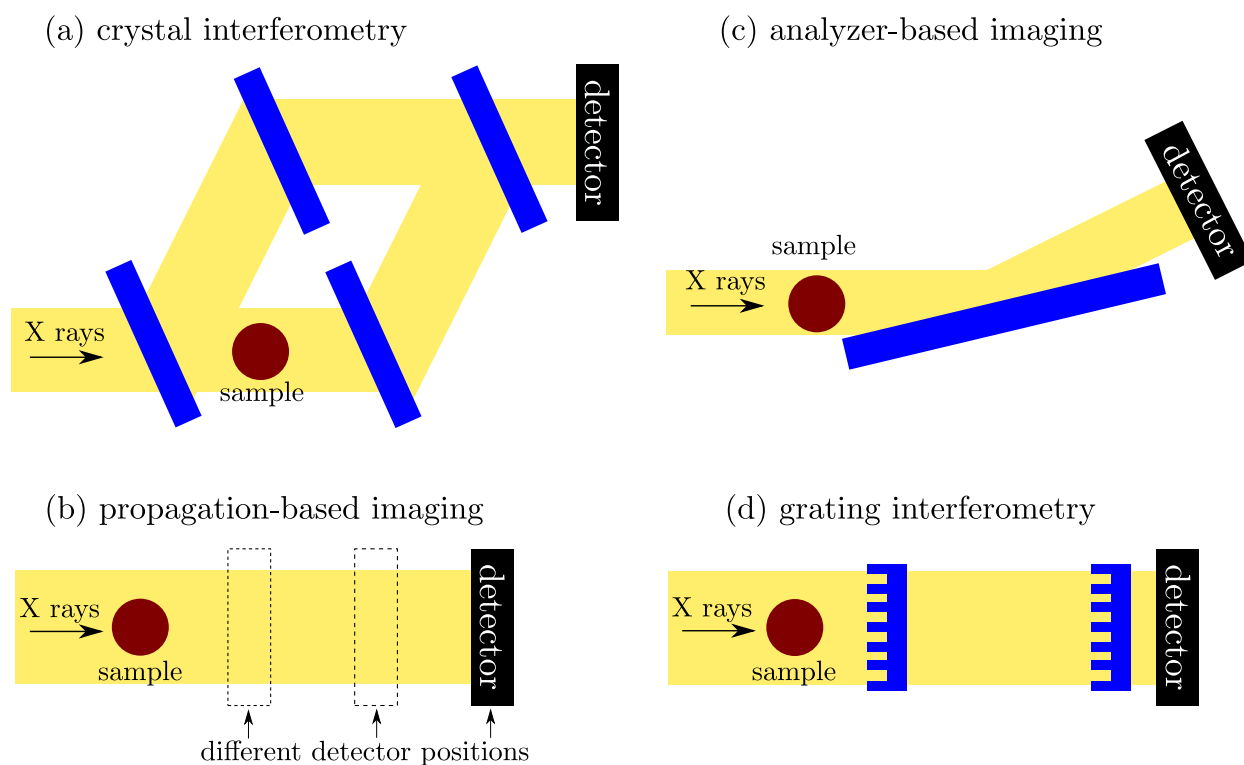 (a) crystal interferometry
detector
X rays
sample
(c) analyzer-based imaging
detector
sample
X rays
(b) propagation-based imaging
detector
X rays
sample
different detector positions
(d) grating interferometry
detector
X rays
sample